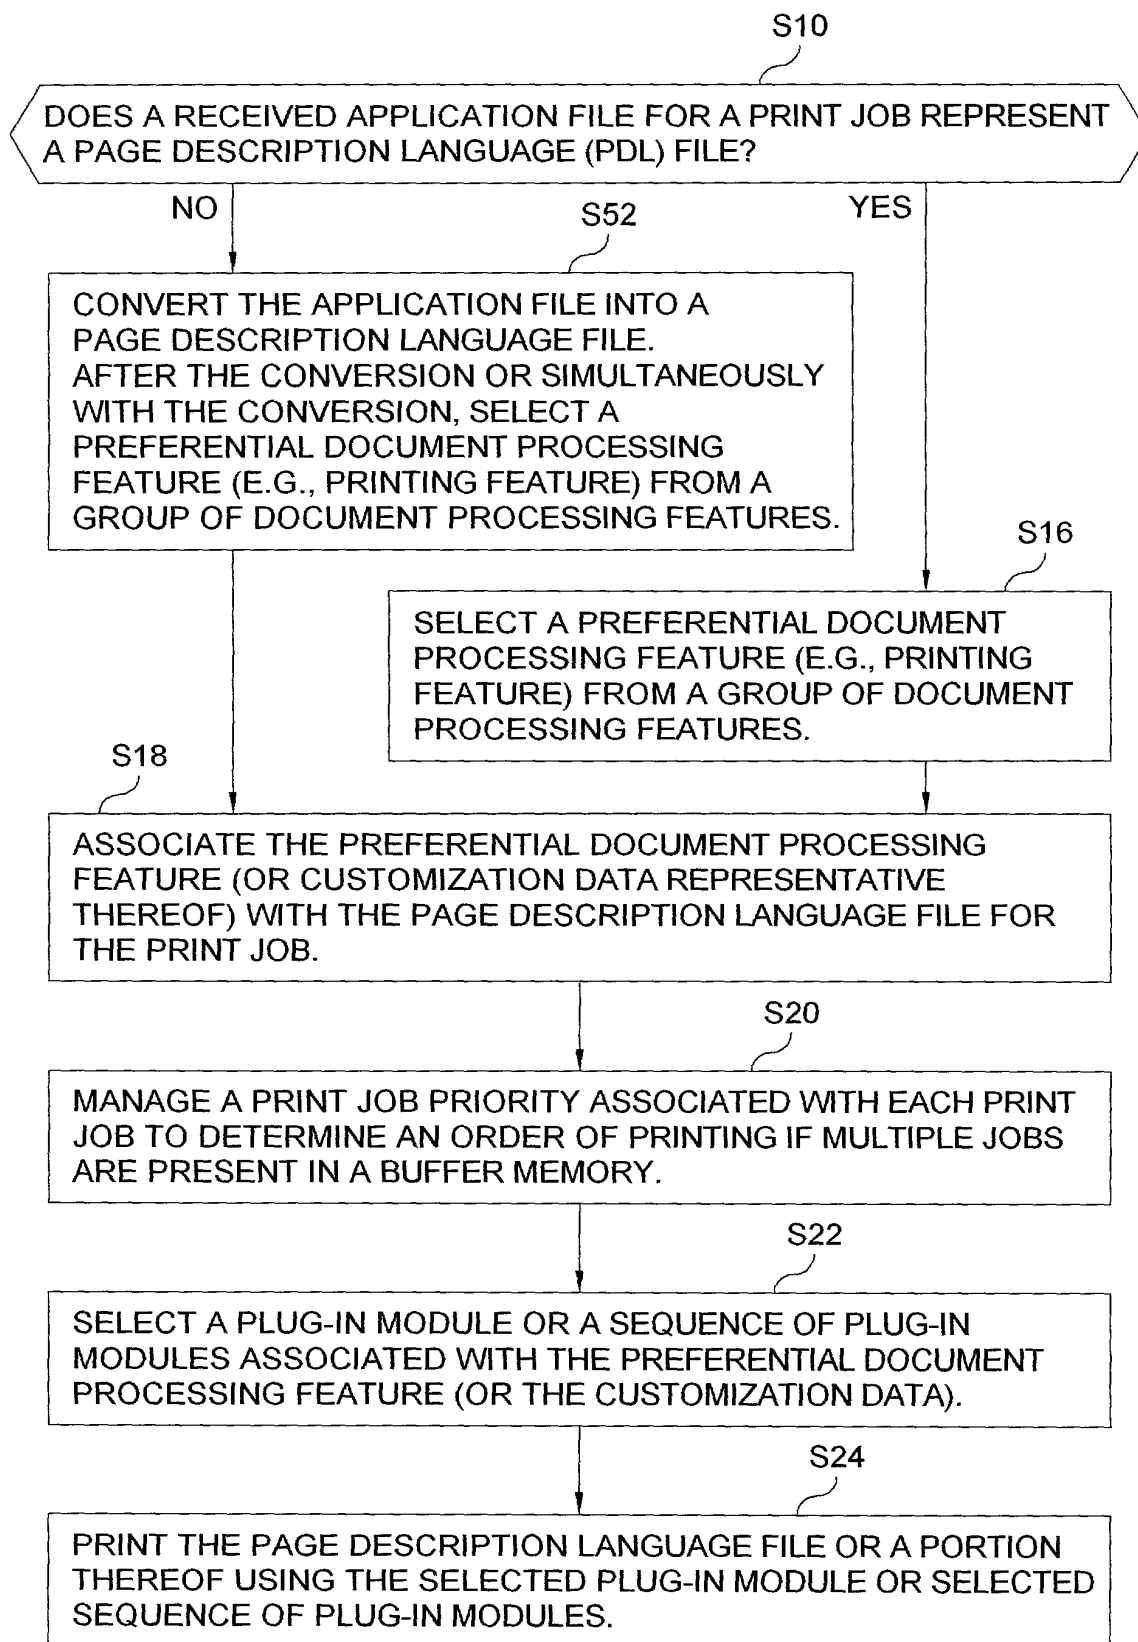 S10
DOES A RECEIVED APPLICATION FILE FOR A PRINT JOB REPRESENT
A PAGE DESCRIPTION LANGUAGE (PDL) FILE?
NO
S52
YES
CONVERT THE APPLICATION FILE INTO A
PAGE DESCRIPTION LANGUAGE FILE.
AFTER THE CONVERSION OR SIMULTANEOUSLY
WITH THE CONVERSION, SELECT A
PREFERENTIAL DOCUMENT PROCESSING
FEATURE (E.G., PRINTING FEATURE) FROM A
GROUP OF DOCUMENT PROCESSING FEATURES.
S16
SELECT A PREFERENTIAL DOCUMENT
PROCESSING FEATURE (E.G., PRINTING
FEATURE) FROM A GROUP OF DOCUMENT
PROCESSING FEATURES.
S18
ASSOCIATE THE PREFERENTIAL DOCUMENT PROCESSING
FEATURE (OR CUSTOMIZATION DATA REPRESENTATIVE
THEREOF) WITH THE PAGE DESCRIPTION LANGUAGE FILE FOR
THE PRINT JOB.
S20
MANAGE A PRINT JOB PRIORITY ASSOCIATED WITH EACH PRINT
JOB TO DETERMINE AN ORDER OF PRINTING IF MULTIPLE JOBS
ARE PRESENT IN A BUFFER MEMORY.
S22
SELECT A PLUG-IN MODULE OR A SEQUENCE OF PLUG-IN
MODULES ASSOCIATED WITH THE PREFERENTIAL DOCUMENT
PROCESSING FEATURE (OR THE CUSTOMIZATION DATA).
S24
PRINT THE PAGE DESCRIPTION LANGUAGE FILE OR A PORTION
THEREOF USING THE SELECTED PLUG-IN MODULE OR SELECTED
SEQUENCE OF PLUG-IN MODULES.